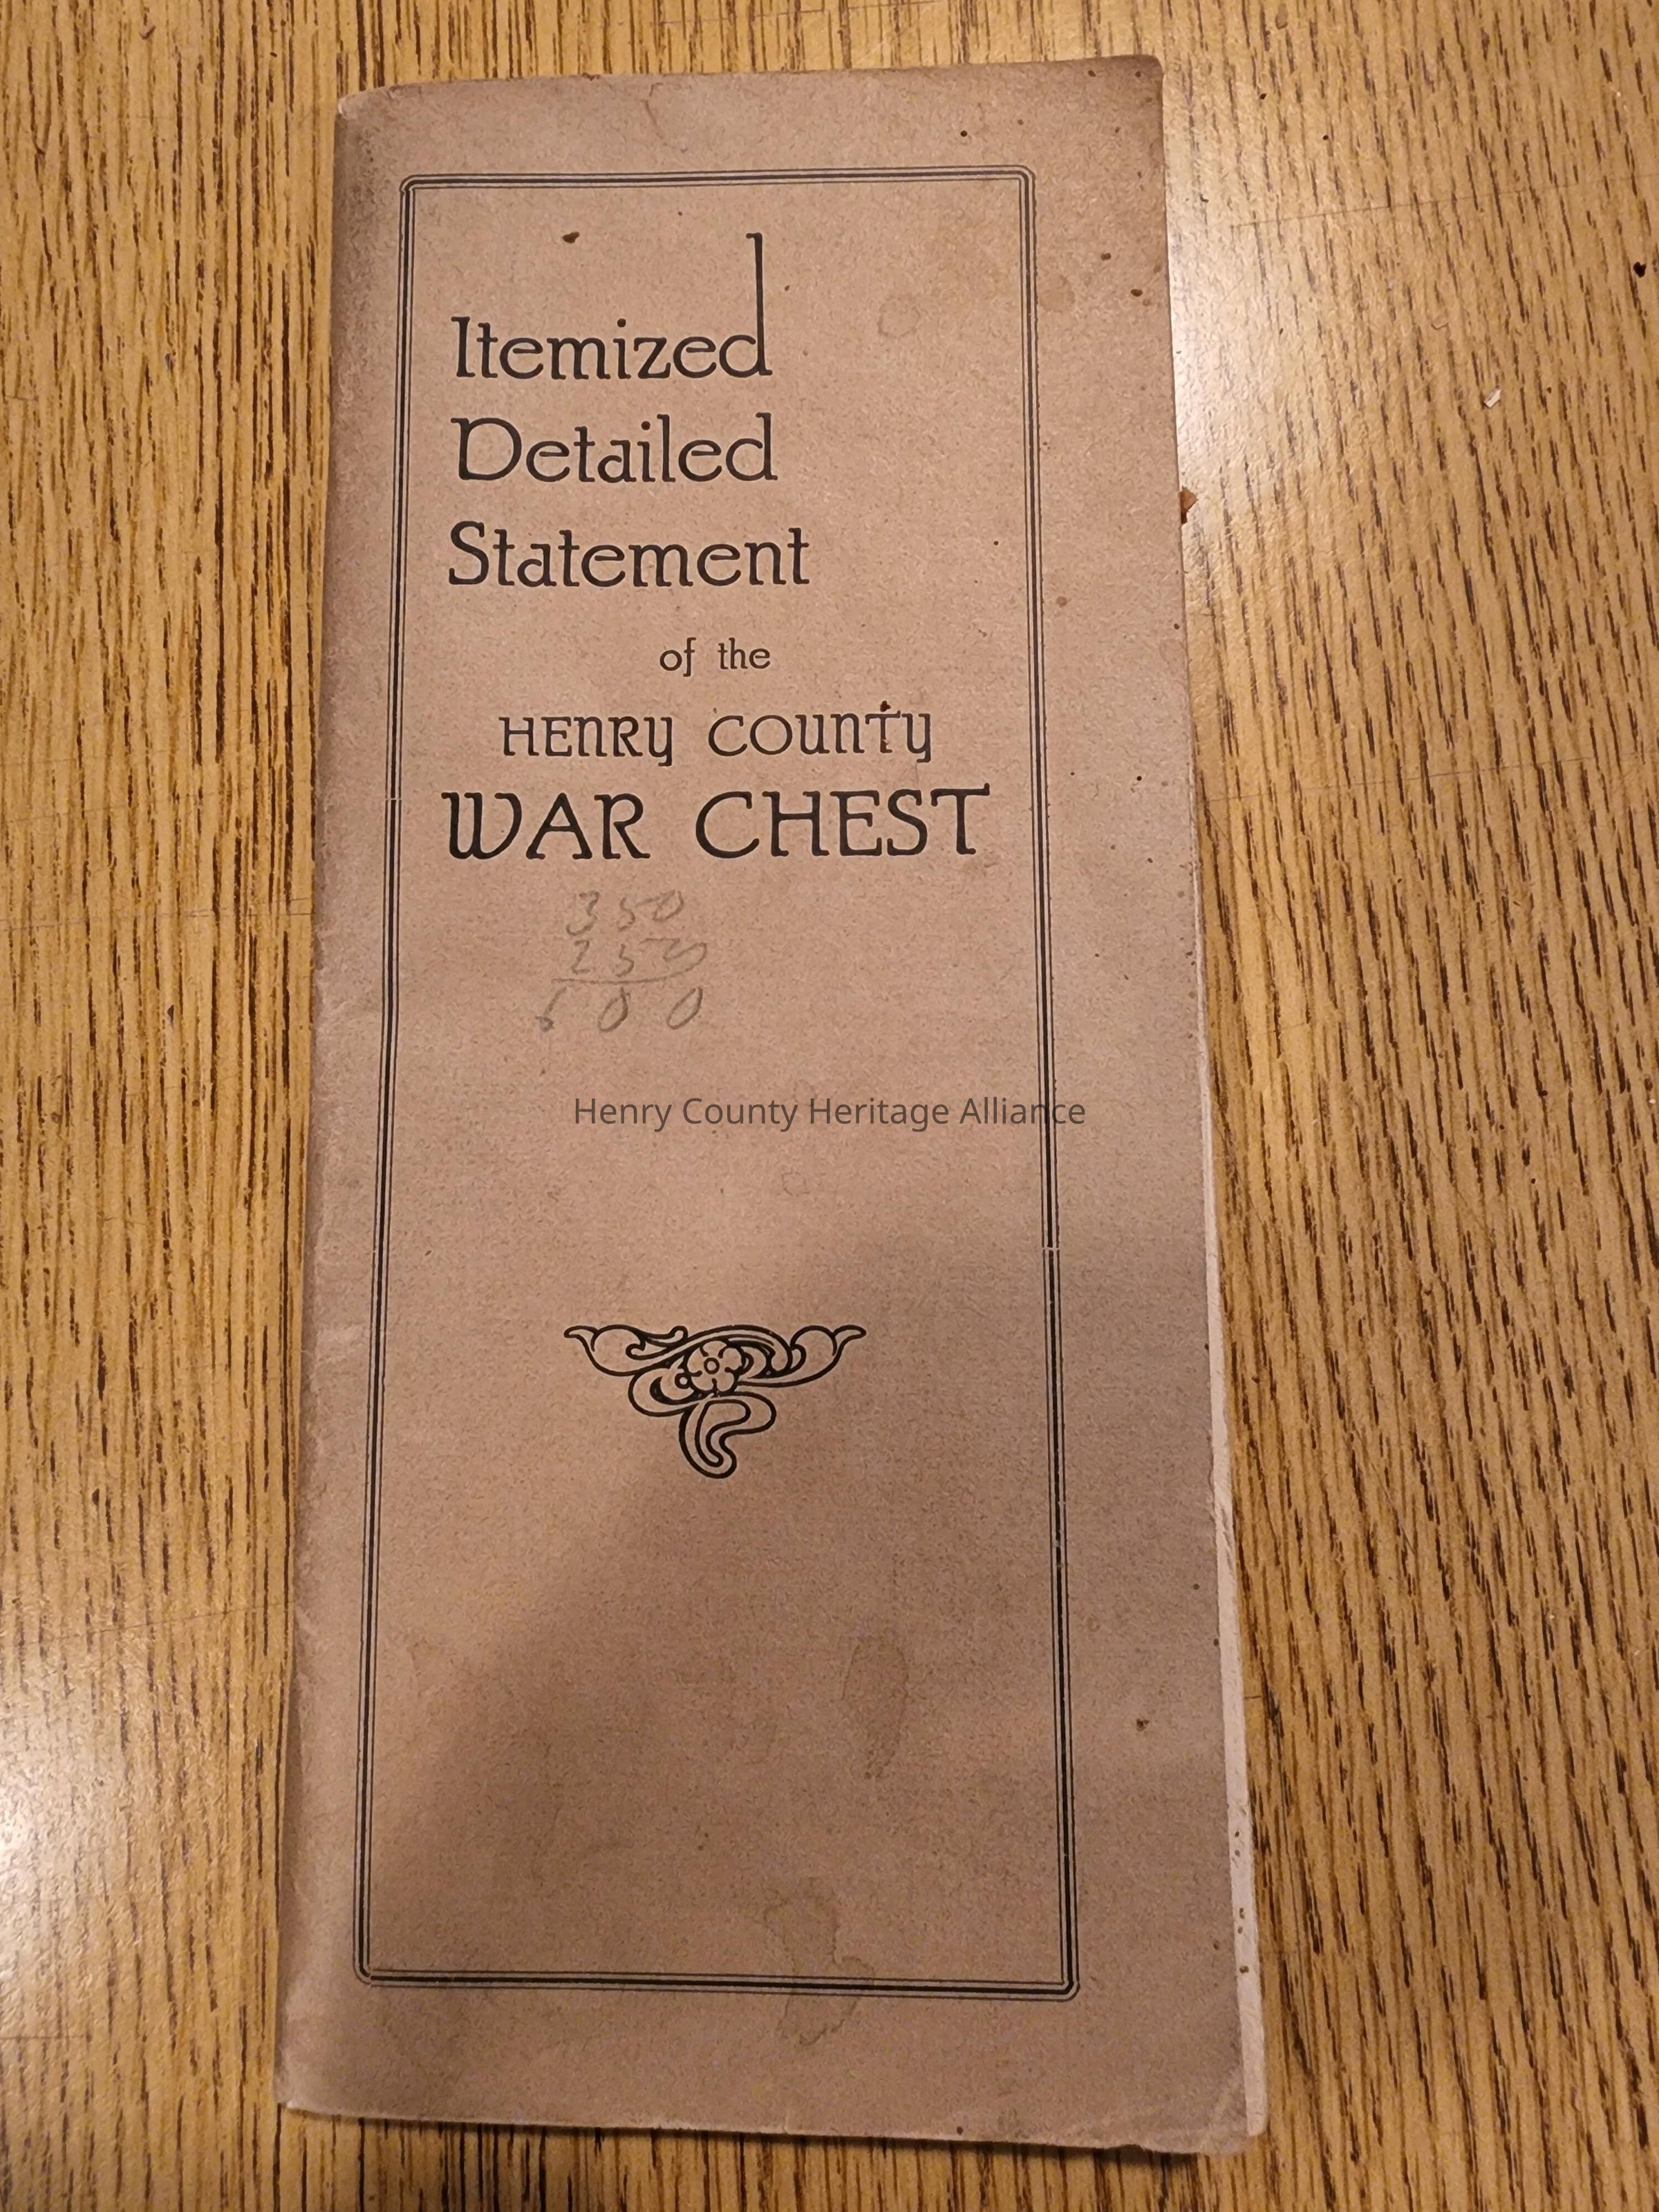 Itemized
Detailed
Statement
of the
HENRY COUNTY
WAR CHEST
350
250
600
Henry County Heritage Alliance